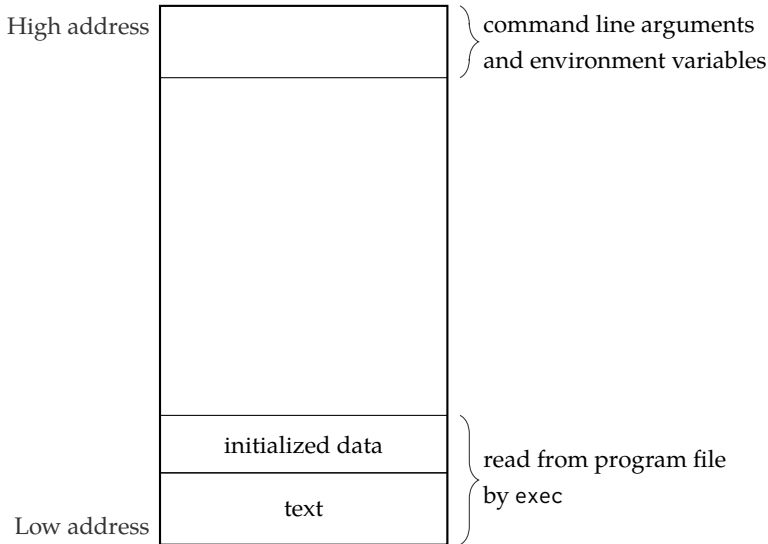 High address
command line arguments
and environment variables
initialized data
read from program file
by exec
text
Low address